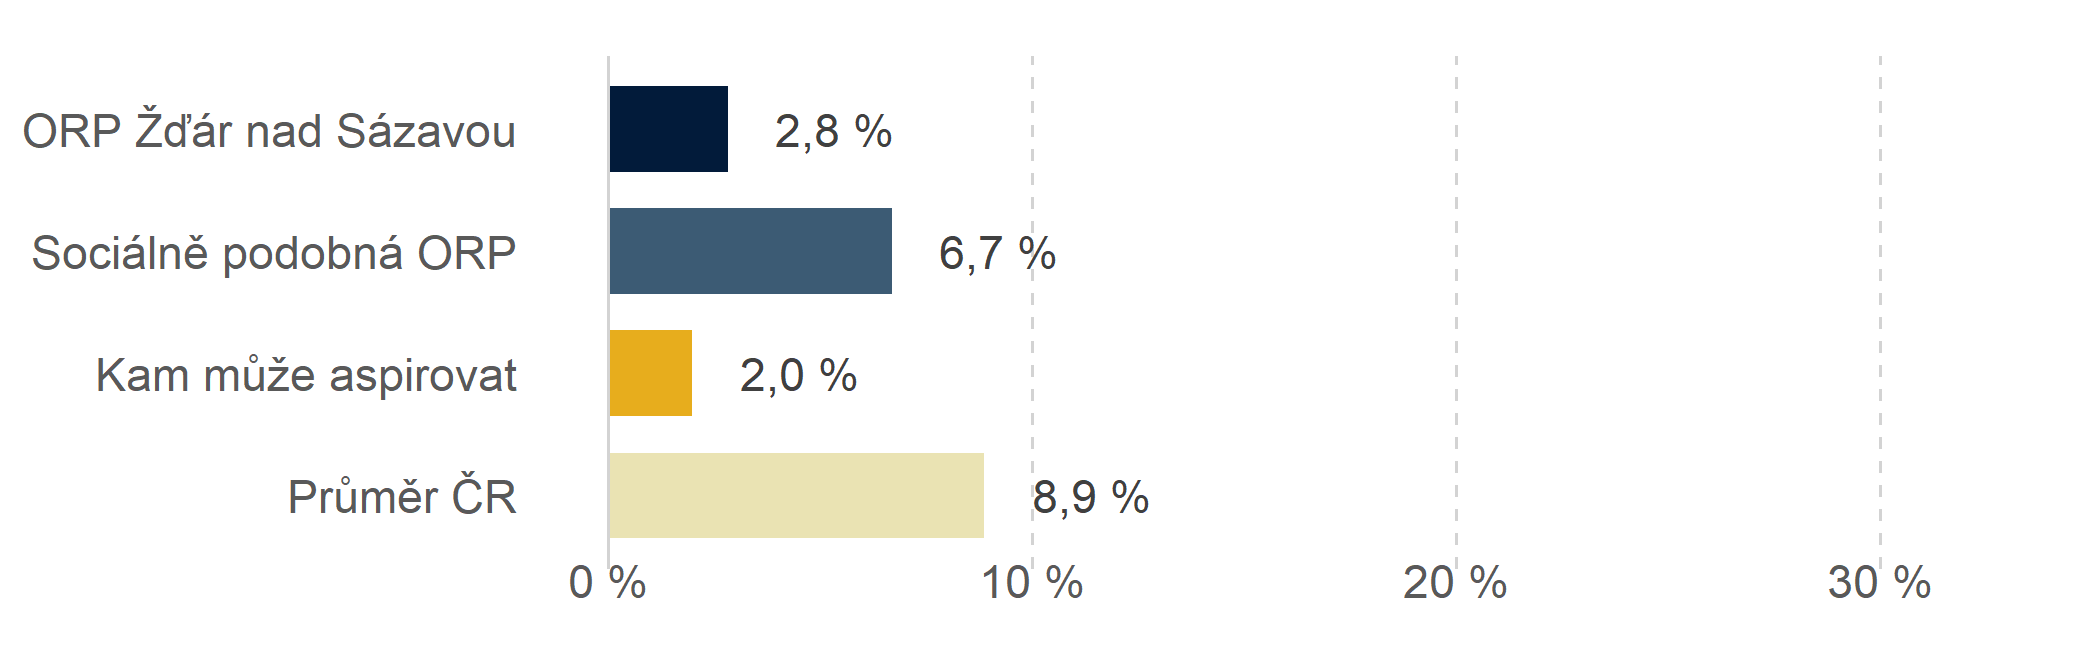 ORP Žďár nad Sázavou 2,8 %
Sociálně podobná ORP 6,7 %
Kam může aspirovat 2,0 %
Průměr ČR 8,9 %
0 % 10 % 20 % 30 %